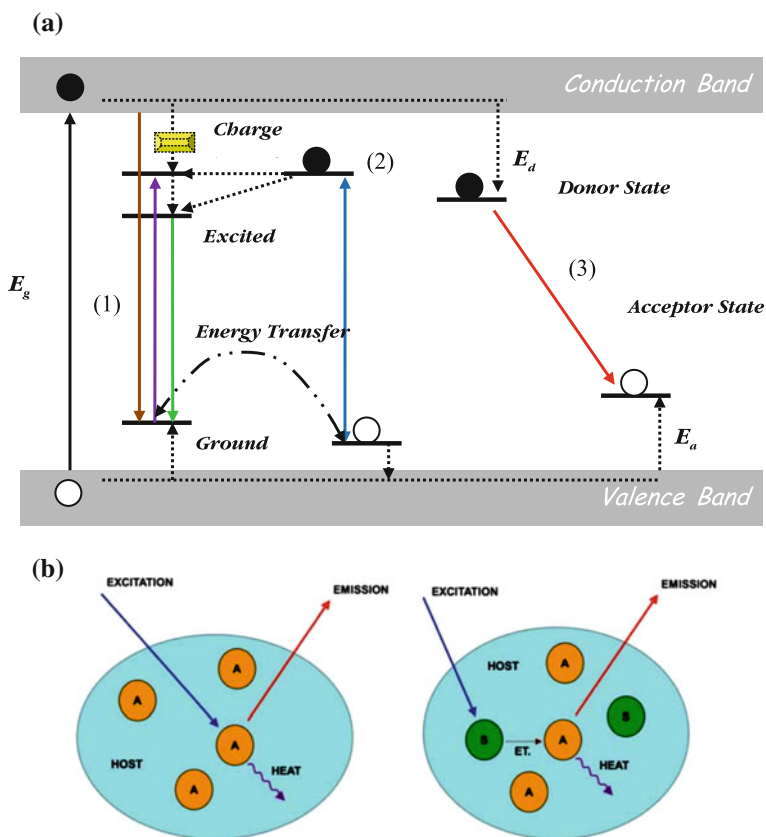 (a)
Conduction Band
Charge
(2)
E_d
Donor State
Excited
E_g
(1)
(3)
Acceptor State
Energy Transfer
Ground
E_a
Valence Band
(b)
EXCITATION
EMISSION
A
A
A
HOST
HEAT
A
EXCITATION
EMISSION
HOST
A
S
S
ET.
A
HEAT
A